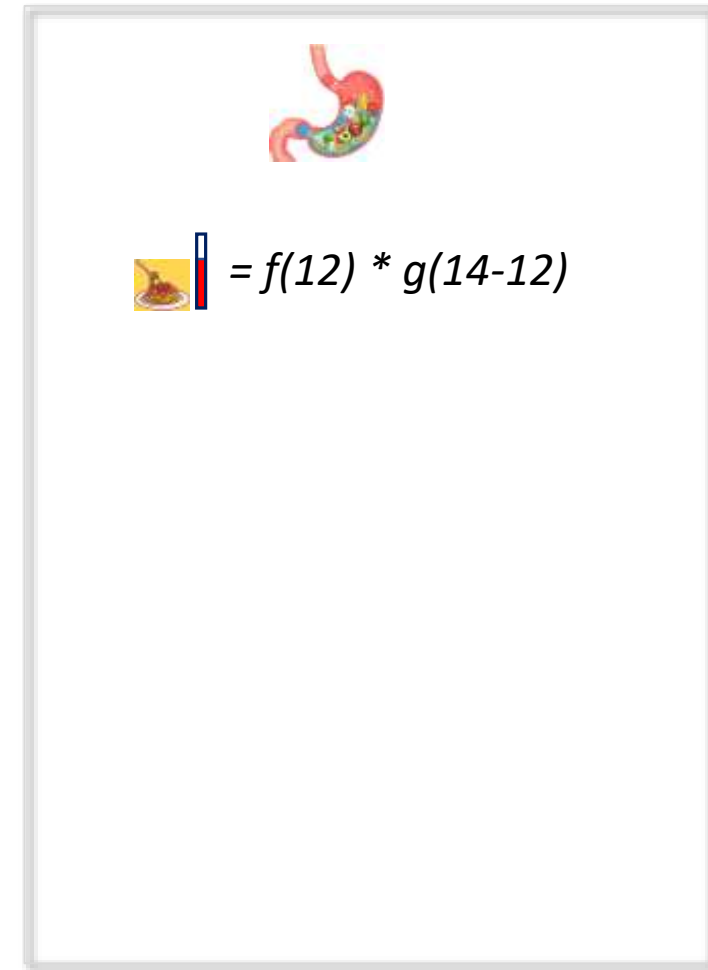 = f(12) * g(14-12)